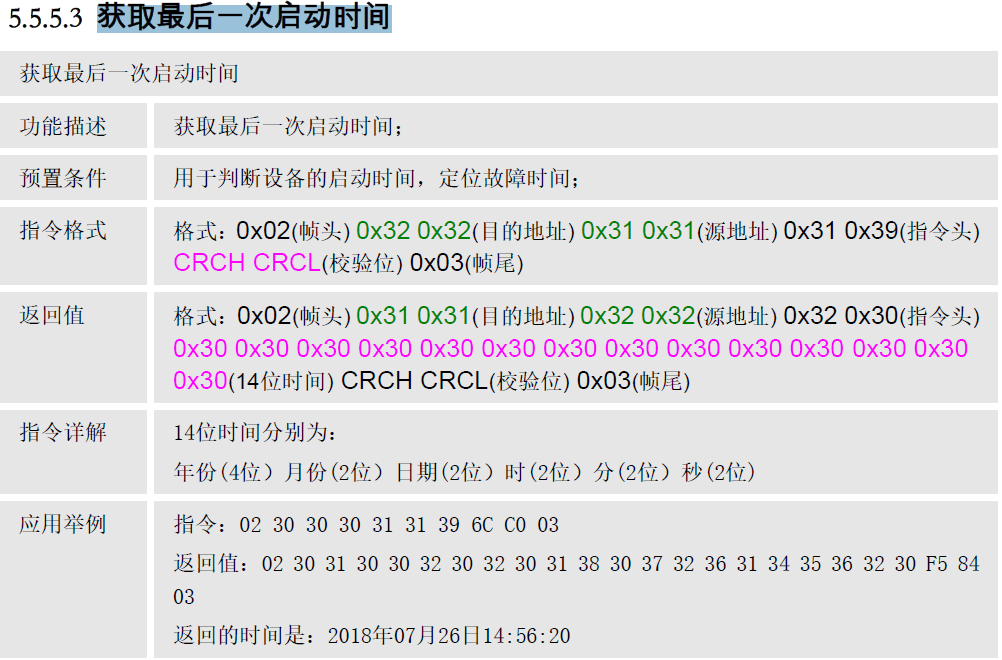 5.5.5.3 获取最后一次启动时间
获取最后一次启动时间
功能描述 获取最后一次启动时间；
预置条件 用于判断设备的启动时间，定位故障时间；
指令格式 格式：0x02(帧头) 0x32 0x32(目的地址) 0x31 0x31(源地址) 0x31 0x39(指令头)
CRCH CRCL(校验位) 0x03(帧尾)
返回值 格式：0x02(帧头) 0x31 0x31(目的地址) 0x32 0x32(源地址) 0x32 0x30(指令头)
0x30 0x30 0x30 0x30 0x30 0x30 0x30 0x30 0x30 0x30 0x30 0x30 0x30
0x30(14位时间) CRCH CRCL(校验位) 0x03(帧尾)
指令详解 14位时间分别为：
年份(4位）月份(2位）日期(2位）时(2位）分(2位）秒(2位)
应用举例 指令：02 30 30 30 31 31 39 6C C0 03
返回值：02 30 31 30 30 32 30 32 30 31 38 30 37 32 36 31 34 35 36 32 30 F5 84
03
返回的时间是：2018年07月26日14:56:20